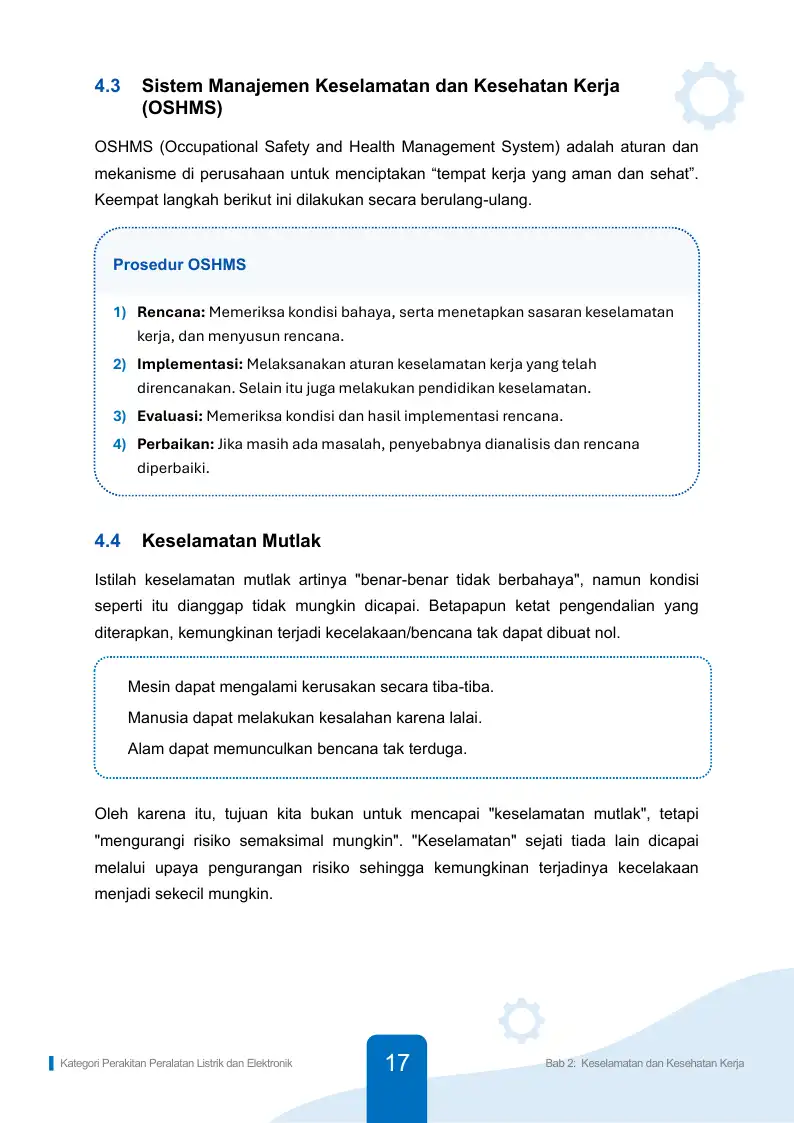 4.3 Sistem Manajemen Keselamatan dan Kesehatan Kerja
(OSHMS)
OSHMS (Occupational Safety and Health Management System) adalah aturan dan
mekanisme di perusahaan untuk menciptakan “tempat kerja yang aman dan sehat”.
Keempat langkah berikut ini dilakukan secara berulang-ulang.
Prosedur OSHMS
1) Rencana: Memeriksa kondisi bahaya, serta menetapkan sasaran keselamatan
kerja, dan menyusun rencana.
2) Implementasi: Melaksanakan aturan keselamatan kerja yang telah
direncanakan. Selain itu juga melakukan pendidikan keselamatan.
3) Evaluasi: Memeriksa kondisi dan hasil implementasi rencana.
4) Perbaikan: Jika masih ada masalah, penyebabnya dianalisis dan rencana
diperbaiki.
4.4 Keselamatan Mutlak
Istilah keselamatan mutlak artinya "benar-benar tidak berbahaya", namun kondisi
seperti itu dianggap tidak mungkin dicapai. Betapapun ketat pengendalian yang
diterapkan, kemungkinan terjadi kecelakaan/bencana tak dapat dibuat nol.
Mesin dapat mengalami kerusakan secara tiba-tiba.
Manusia dapat melakukan kesalahan karena lalai.
Alam dapat memunculkan bencana tak terduga.
Oleh karena itu, tujuan kita bukan untuk mencapai "keselamatan mutlak", tetapi
"mengurangi risiko semaksimal mungkin". "Keselamatan" sejati tiada lain dicapai
melalui upaya pengurangan risiko sehingga kemungkinan terjadinya kecelakaan
menjadi sekecil mungkin.
Kategori Perakitan Peralatan Listrik dan Elektronik
17
Bab 2: Keselamatan dan Kesehatan Kerja